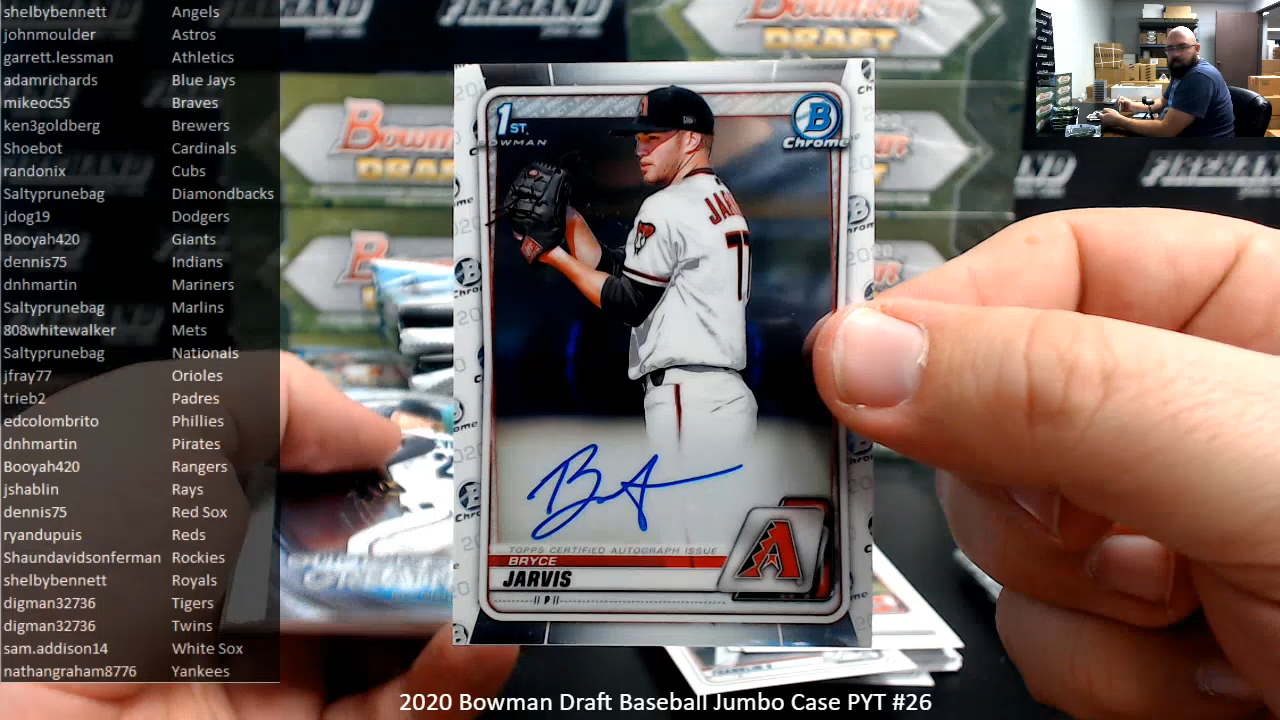 shelbybennett Angels
johnmoulder Astros
garrett.lessman Athletics
adamrichards Blue Jays
mikeoc55 Braves
ken3goldberg Brewers
Shoebot Cardinals
randonix Cubs
Saltyprunebag Diamondbacks
jdog19 Dodgers
Booyah420 Giants
dennis75 Indians
dnhmartin Mariners
Saltyprunebag Marlins
808whitewalker Mets
Saltyprunebag Nationals
jfray77 Orioles
trieb2 Padres
edcolombrito Phillies
dnhmartin Pirates
Booyah420 Rangers
jshablin Rays
dennis75 Red Sox
ryandupuis Reds
Shaundavidsonferman Rockies
shelbybennett Royals
digman32736 Tigers
digman32736 Twins
sam.addison14 White Sox
nathangraham8776 Yankees
Bowman
DRAFT
FIREHAND
1ST.
BOWMAN
B
Chrome
77
TOPPS CERTIFIED AUTOGRAPH ISSUE
BRYCE
JARVIS
P
A
2020 Bowman Draft Baseball Jumbo Case PYT #26